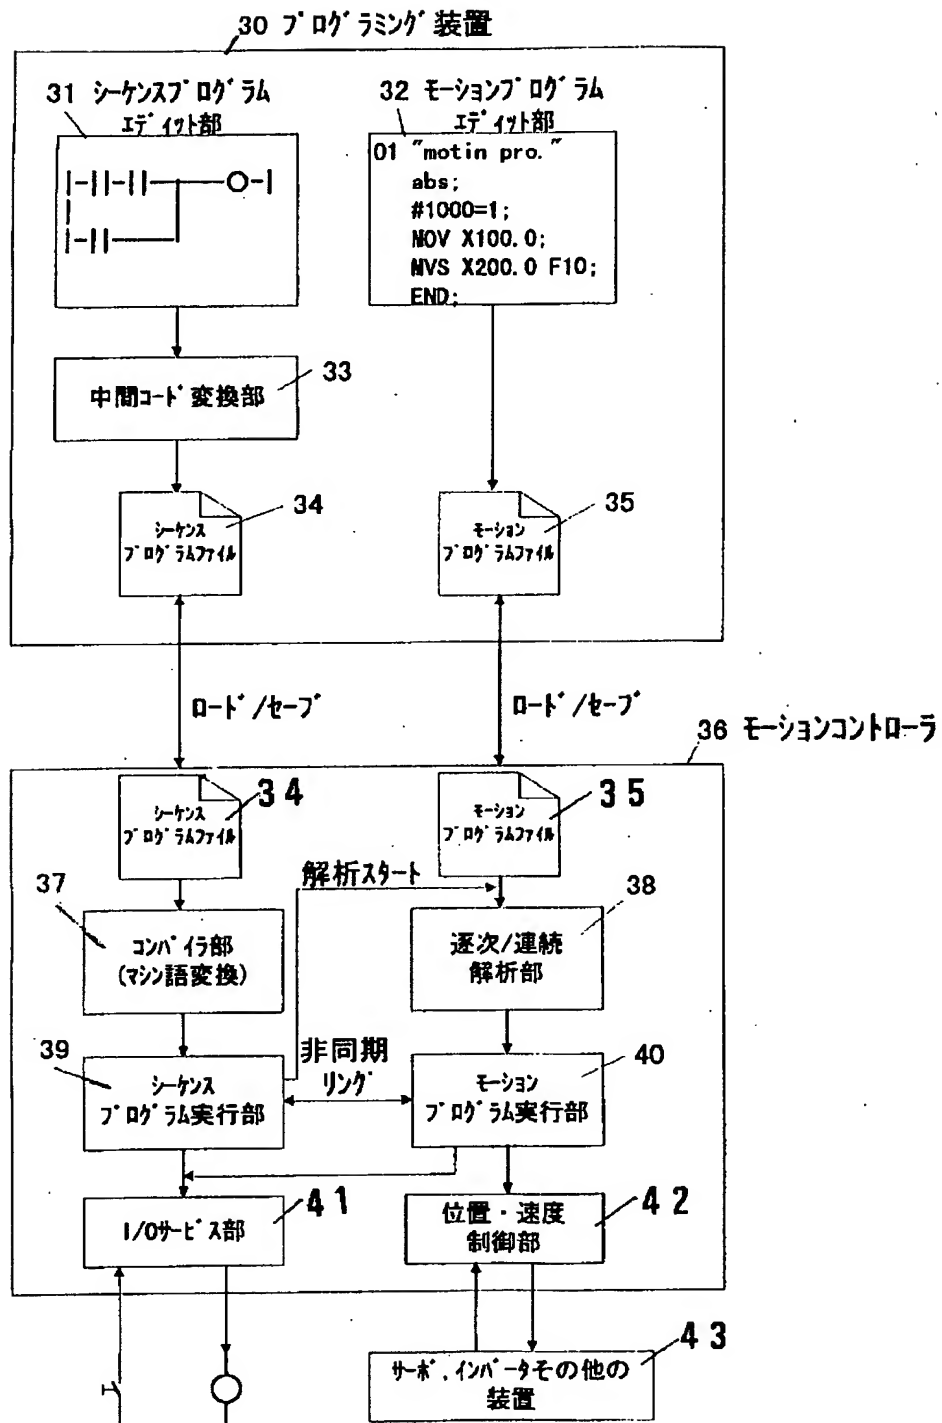 30 プログラミング装置
31 シーケンスプログラム
エディット部
32 モーションプログラム
エディット部
01 "motin pro."
abs;
#1000=1;
MOV X100.0;
MVS X200.0 F10;
END;
33
中間コード変換部
34
シーケンス
プログラムファイル
35
モーション
プログラムファイル
ロード/セーブ
ロード/セーブ
36 モーションコントローラ
34
シーケンス
プログラムファイル
35
モーション
プログラムファイル
解析スタート
37
コンパイラ部
(マシン語変換)
38
逐次/連続
解析部
39
シーケンス
プログラム実行部
非同期
リング
40
モーション
プログラム実行部
41
I/Oサービス部
42
位置・速度
制御部
43
サーボ,インバータその他の
装置